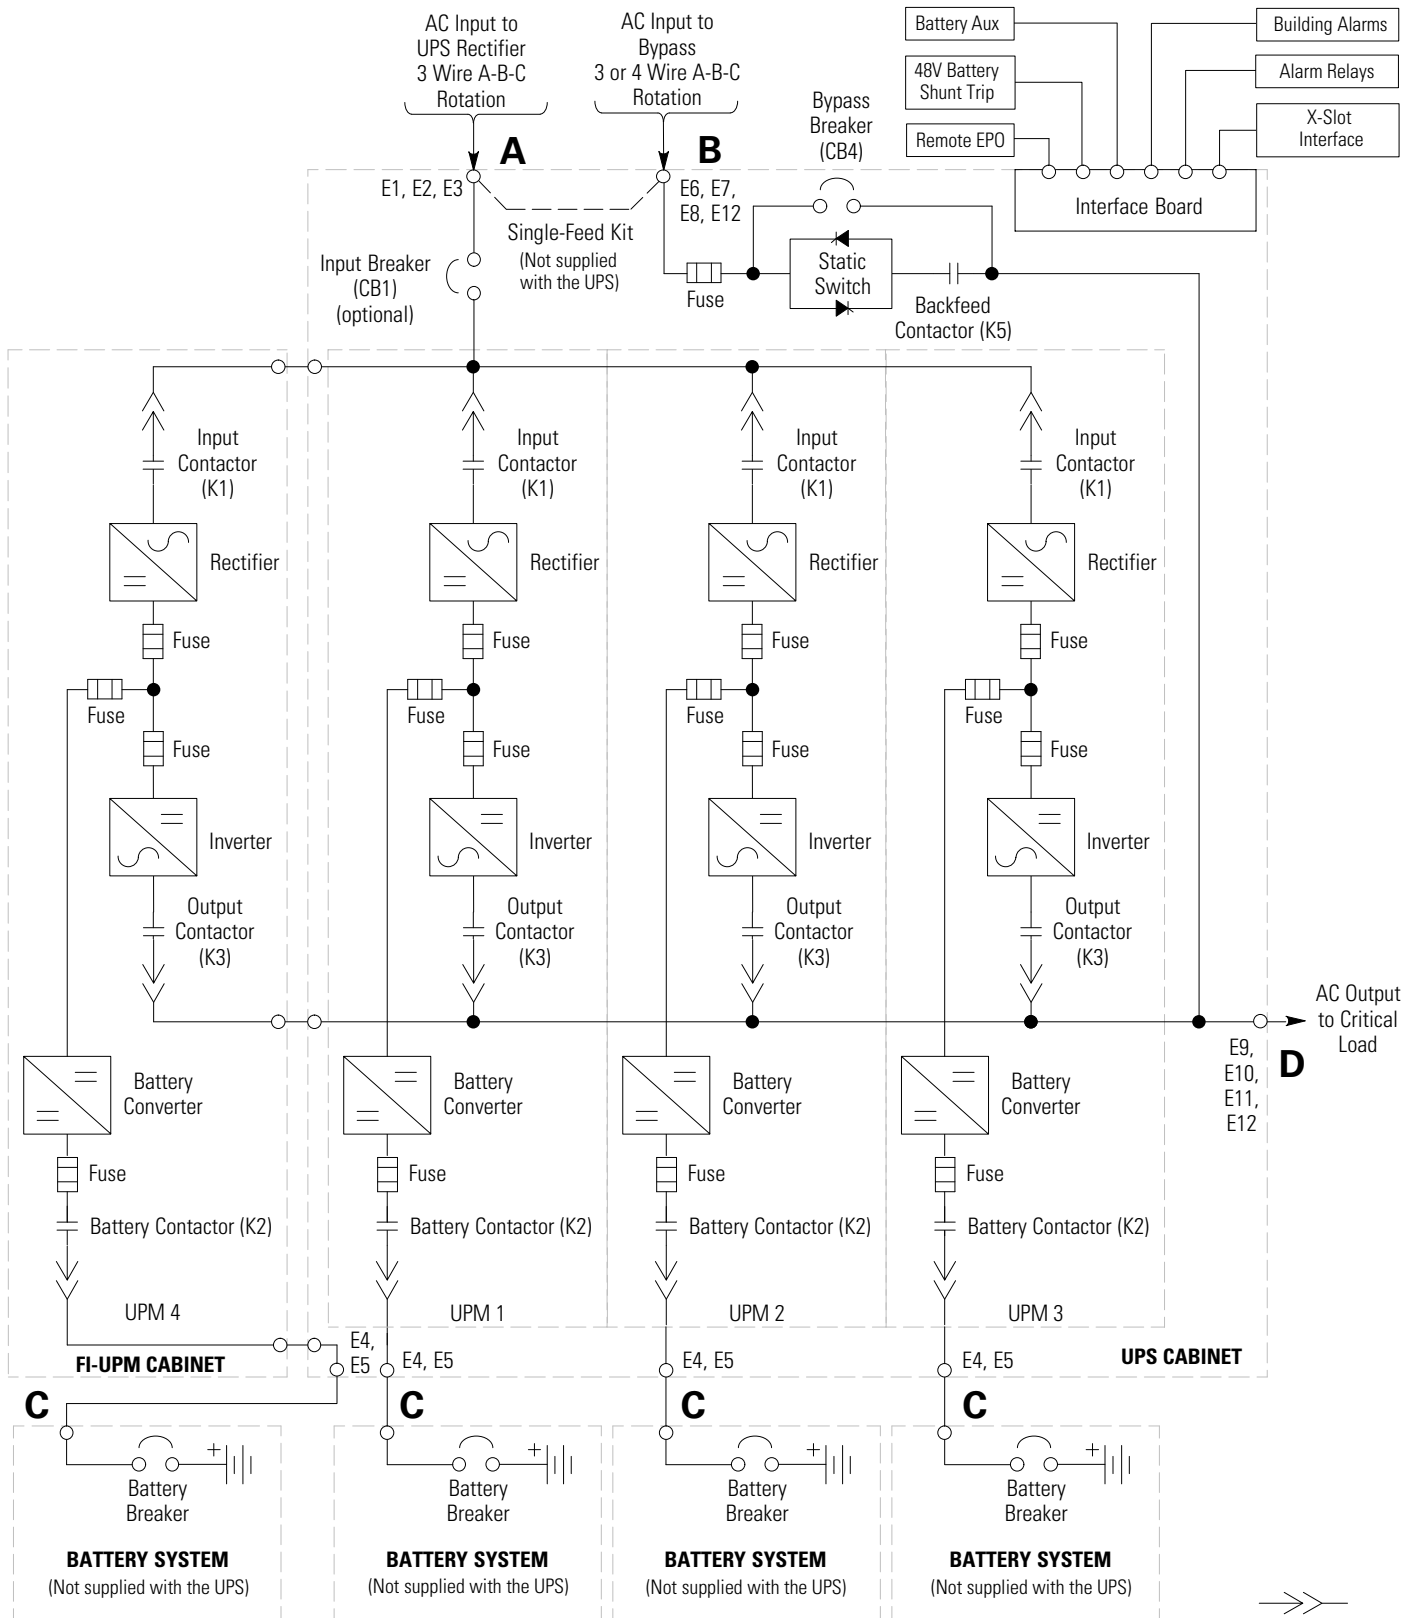 AC Input to
UPS Rectifier
3 Wire A-B-C
Rotation
AC Input to
Bypass
3 or 4 Wire A-B-C
Rotation
Bypass
Breaker
(CB4)
Battery Aux
48V Battery
Shunt Trip
Remote EPO
Building Alarms
Alarm Relays
X-Slot
Interface
Interface Board
A
B
E1, E2, E3
E6, E7,
E8, E12
Single-Feed Kit
(Not supplied
with the UPS)
Input Breaker
(CB1)
(optional)
Fuse
Static
Switch
Backfeed
Contactor (K5)
Input
Contactor
(K1)
Input
Contactor
(K1)
Input
Contactor
(K1)
Input
Contactor
(K1)
Rectifier
Rectifier
Rectifier
Rectifier
Fuse
Fuse
Fuse
Fuse
Fuse
Fuse
Fuse
Fuse
Fuse
Fuse
Fuse
Fuse
Inverter
Inverter
Inverter
Inverter
Output
Contactor
(K3)
Output
Contactor
(K3)
Output
Contactor
(K3)
Output
Contactor
(K3)
AC Output
to Critical
Load
E9,
E10,
E11,
E12
D
Battery
Converter
Battery
Converter
Battery
Converter
Battery
Converter
Fuse
Fuse
Fuse
Fuse
Battery Contactor (K2)
Battery Contactor (K2)
Battery Contactor (K2)
Battery Contactor (K2)
UPM 4
UPM 1
UPM 2
UPM 3
FI-UPM CABINET
E4,
E5
E4, E5
E4, E5
E4, E5
UPS CABINET
C
C
C
C
+
+
+
+
Battery
Breaker
Battery
Breaker
Battery
Breaker
Battery
Breaker
BATTERY SYSTEM
(Not supplied with the UPS)
BATTERY SYSTEM
(Not supplied with the UPS)
BATTERY SYSTEM
(Not supplied with the UPS)
BATTERY SYSTEM
(Not supplied with the UPS)